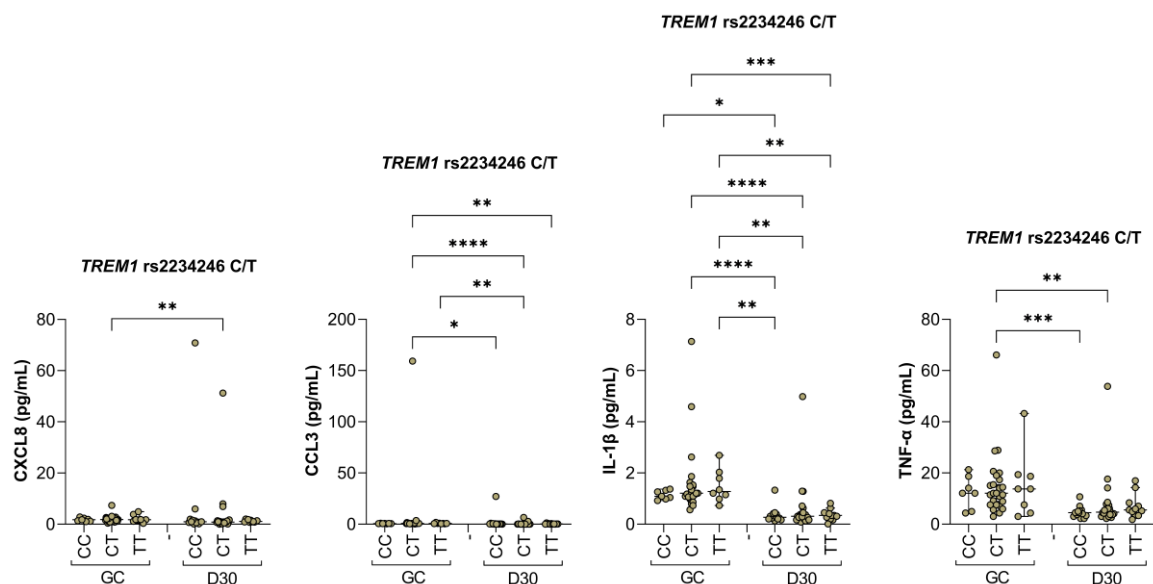 TREM1 rs2234246 C/T
**
CXCL8 (pg/mL)
80
60
40
20
0
CC
CT
TT
-
CC
CT
TT
GC
D30
TREM1 rs2234246 C/T
**
****
**
*
CCL3 (pg/mL)
200
150
100
50
0
CC
CT
TT
-
CC
CT
TT
GC
D30
TREM1 rs2234246 C/T
***
*
**
****
**
****
**
IL-1β (pg/mL)
8
6
4
2
0
CC
CT
TT
-
CC
CT
TT
GC
D30
TREM1 rs2234246 C/T
**
***
TNF-α (pg/mL)
80
60
40
20
0
CC
CT
TT
-
CC
CT
TT
GC
D30